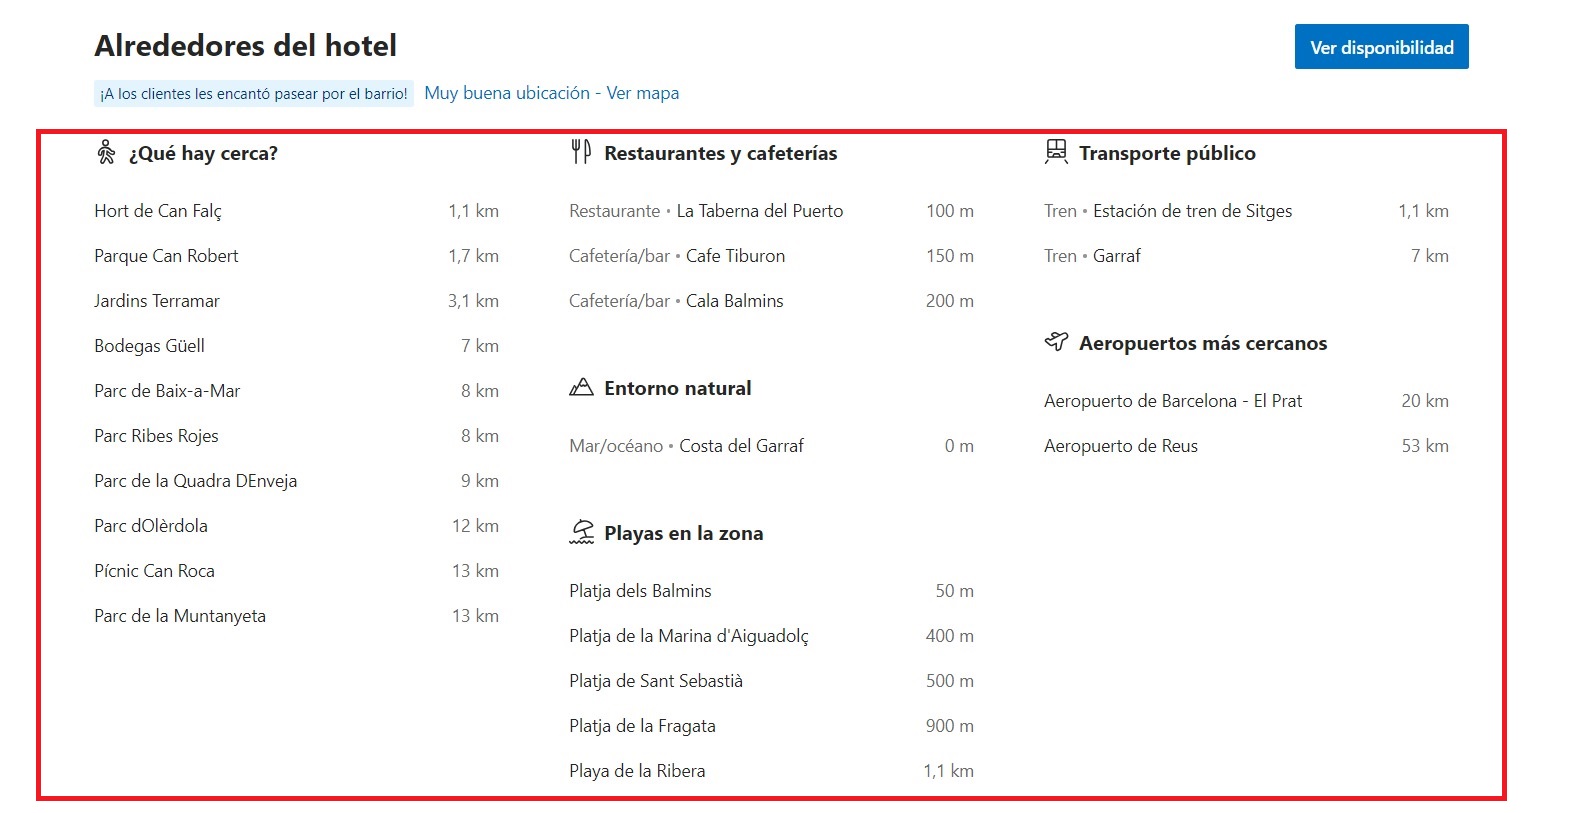 Alrededores del hotel
Ver disponibilidad
¡A los clientes les encantó pasear por el barrio! Muy buena ubicación - Ver mapa
¿Qué hay cerca?
Hort de Can Falç 1,1 km
Parque Can Robert 1,7 km
Jardins Terramar 3,1 km
Bodegas Güell 7 km
Parc de Baix-a-Mar 8 km
Parc Ribes Rojes 8 km
Parc de la Quadra DEnveja 9 km
Parc dOlèrdola 12 km
Pícnic Can Roca 13 km
Parc de la Muntanyeta 13 km
Restaurantes y cafeterías
Restaurante • La Taberna del Puerto 100 m
Cafetería/bar • Cafe Tiburon 150 m
Cafetería/bar • Cala Balmins 200 m
Entorno natural
Mar/océano • Costa del Garraf 0 m
Playas en la zona
Platja dels Balmins 50 m
Platja de la Marina d'Aiguadolç 400 m
Platja de Sant Sebastià 500 m
Platja de la Fragata 900 m
Playa de la Ribera 1,1 km
Transporte público
Tren • Estación de tren de Sitges 1,1 km
Tren • Garraf 7 km
Aeropuertos más cercanos
Aeropuerto de Barcelona - El Prat 20 km
Aeropuerto de Reus 53 km